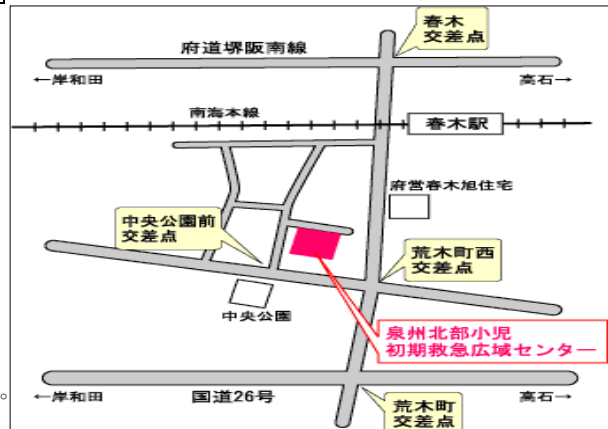 春木
交差点
府道堺阪南線
←岸和田
高石→
南海本線
春木駅
府営春木旭住宅
中央公園前
交差点
荒木町西
交差点
中央公園
泉州北部小児
初期救急広域センター
←岸和田
国道26号
高石→
荒木町
交差点